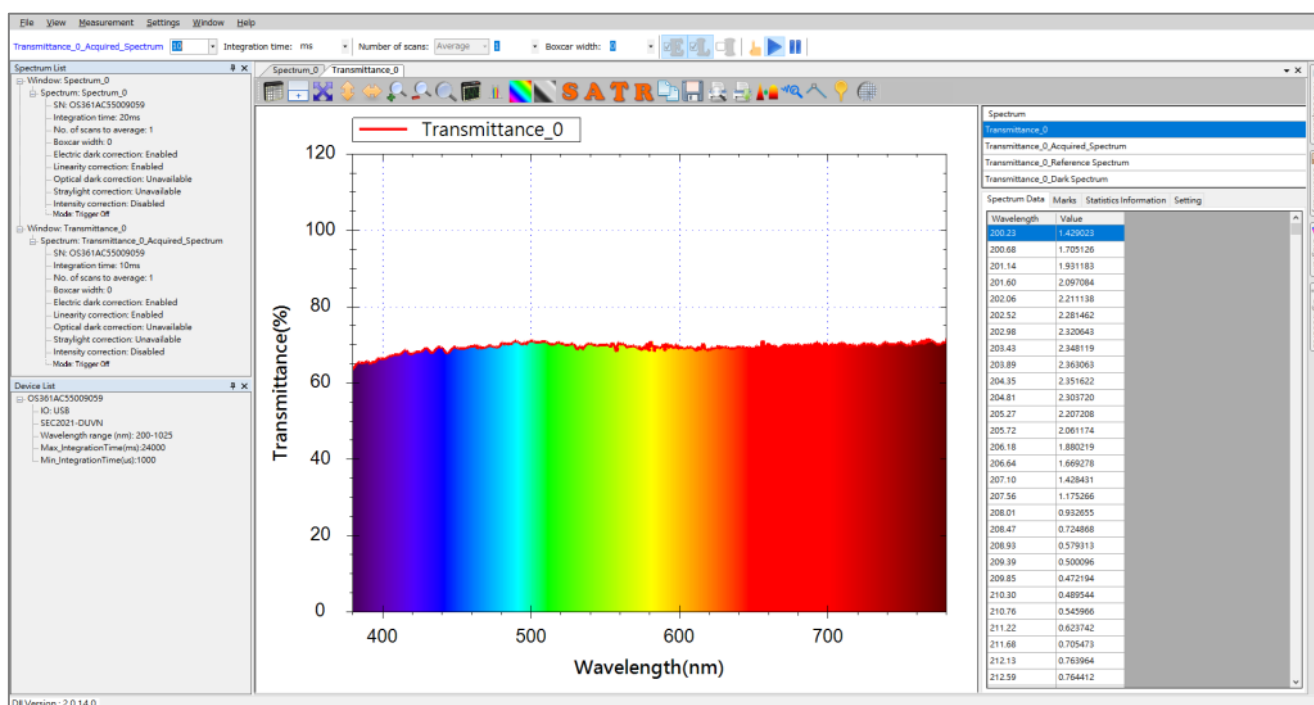 File View Measurement Settings Window Help
Transmittance_0_Acquired_Spectrum 10 Integration time: ms Number of scans: Average 1 Boxcar width: 0
Spectrum List
Window: Spectrum_0
Spectrum: Spectrum_0
SN: OS361AC55009059
Integration time: 20ms
No. of scans to average: 1
Boxcar width: 0
Electric dark correction: Enabled
Linearity correction: Enabled
Optical dark correction: Unavailable
Straylight correction: Unavailable
Intensity correction: Disabled
Mode: Trigger Off
Window: Transmittance_0
Spectrum: Transmittance_0_Acquired_Spectrum
SN: OS361AC55009059
Integration time: 10ms
No. of scans to average: 1
Boxcar width: 0
Electric dark correction: Enabled
Linearity correction: Enabled
Optical dark correction: Unavailable
Straylight correction: Unavailable
Intensity correction: Disabled
Mode: Trigger Off
Device List
OS361AC55009059
IO: USB
SEC2021-DUVN
Wavelength range (nm): 200-1025
Max_IntegrationTime(ms):24000
Min_IntegrationTime(us):1000
Spectrum_0 Transmittance_0
S A T R
Transmittance_0
120
100
80
60
40
20
0
Transmittance(%)
400 500 600 700
Wavelength(nm)
Spectrum
Transmittance_0
Transmittance_0_Acquired_Spectrum
Transmittance_0_Reference Spectrum
Transmittance_0_Dark Spectrum
Spectrum Data Marks Statistics Information Setting
Wavelength Value
200.23 1.429023
200.68 1.705126
201.14 1.931183
201.60 2.097084
202.06 2.211138
202.52 2.281462
202.98 2.320643
203.43 2.348119
203.89 2.363063
204.35 2.351622
204.81 2.303720
205.27 2.207208
205.72 2.061174
206.18 1.880219
206.64 1.669278
207.10 1.428431
207.56 1.175266
208.01 0.932655
208.47 0.724868
208.93 0.579313
209.39 0.500096
209.85 0.472194
210.30 0.489544
210.76 0.545966
211.22 0.623742
211.68 0.705473
212.13 0.763964
212.59 0.764412
Dll Version : 2.0.14.0